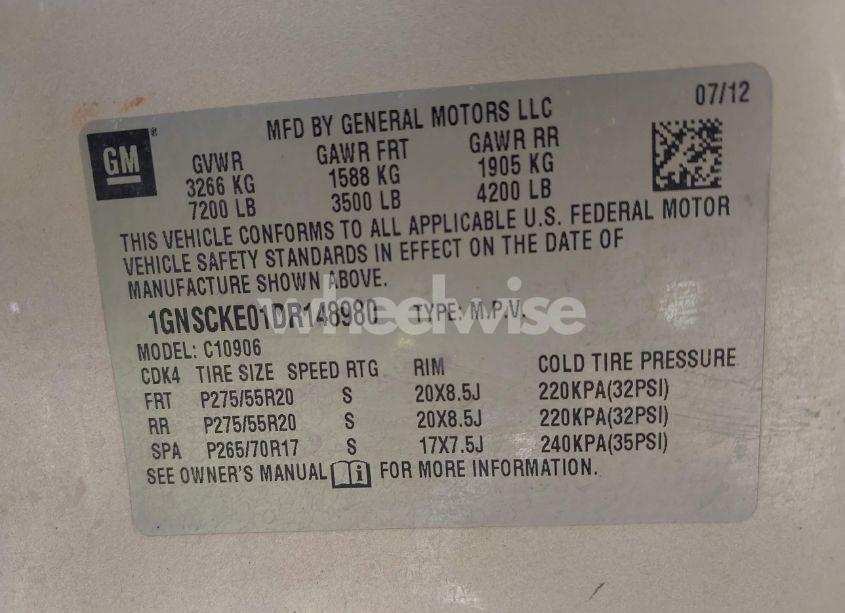 07/12
MFD BY GENERAL MOTORS LLC
GM®
GVWR GAWR FRT GAWR RR
3266 KG 1588 KG 1905 KG
7200 LB 3500 LB 4200 LB
THIS VEHICLE CONFORMS TO ALL APPLICABLE U.S. FEDERAL MOTOR
VEHICLE SAFETY STANDARDS IN EFFECT ON THE DATE OF
MANUFACTURE SHOWN ABOVE.
1GNSCKE01DR148980 TYPE: M.P.V.
wheelwise
MODEL: C10906
CDK4 TIRE SIZE SPEED RTG RIM COLD TIRE PRESSURE
FRT P275/55R20 S 20X8.5J 220KPA(32PSI)
RR P275/55R20 S 20X8.5J 220KPA(32PSI)
SPA P265/70R17 S 17X7.5J 240KPA(35PSI)
SEE OWNER'S MANUAL i FOR MORE INFORMATION.